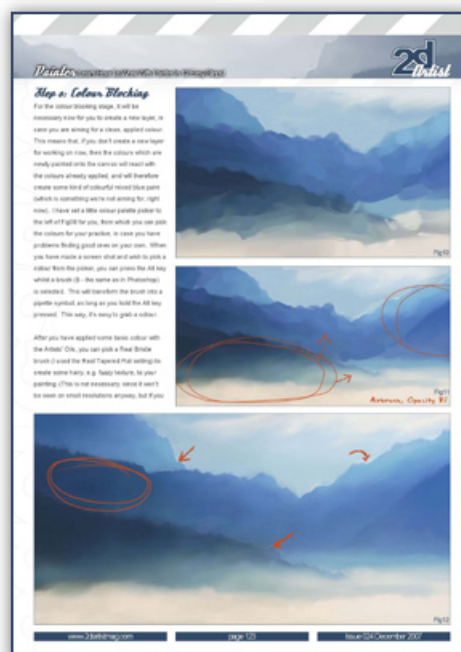 Painter
2d
Artist
Step 2: Colour Blocking
For the colour blocking stage, it will be
necessary now for you to create a new layer, in
case you are aiming for a clean, applied colour.
This means that, if you don't create a new layer
for working on now, then the colours which are
newly painted onto the canvas will react with
the colours already applied, and will therefore
create some kind of colourful mixed blue paint
(which is something we're not aiming for, right
now). I have set a little colour palette picker to
the left of Fig09 for you, from which you can pick
the colours for your practice, in case you have
problems finding good ones on your own. When
you have made a screen shot and wish to pick a
colour from the picker, you can press the Alt key
whilst a brush (B - the same as in Photoshop)
is selected. This will transform the brush into a
pipette symbol, as long as you hold the Alt key
pressed. This way, it's easy to grab a colour.
After you have applied some basic colour with
the Artists' Oils, you can pick a Real Bristle
brush (I used the Real Tapered Flat setting) to
create some hairy, e.g. fuzzy texture, to your
painting. (This is not necessary, since it won't
be seen on small resolutions anyway, but if you
Fig10
Fig11
Airbrush, Opacity 81
Fig12
www.2dartistmag.com
page 123
Issue 024 December 2007